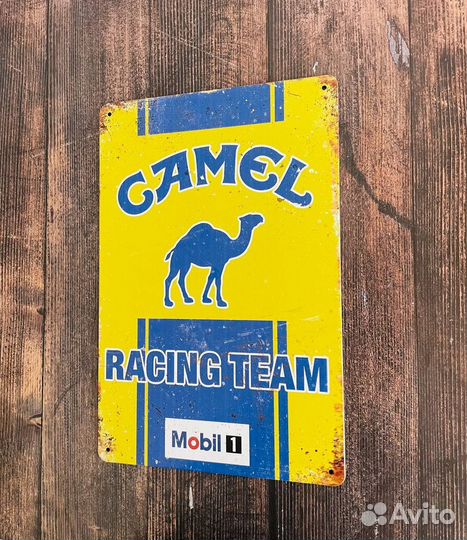 CAMEL
RACING TEAM
Mobil 1
Avito